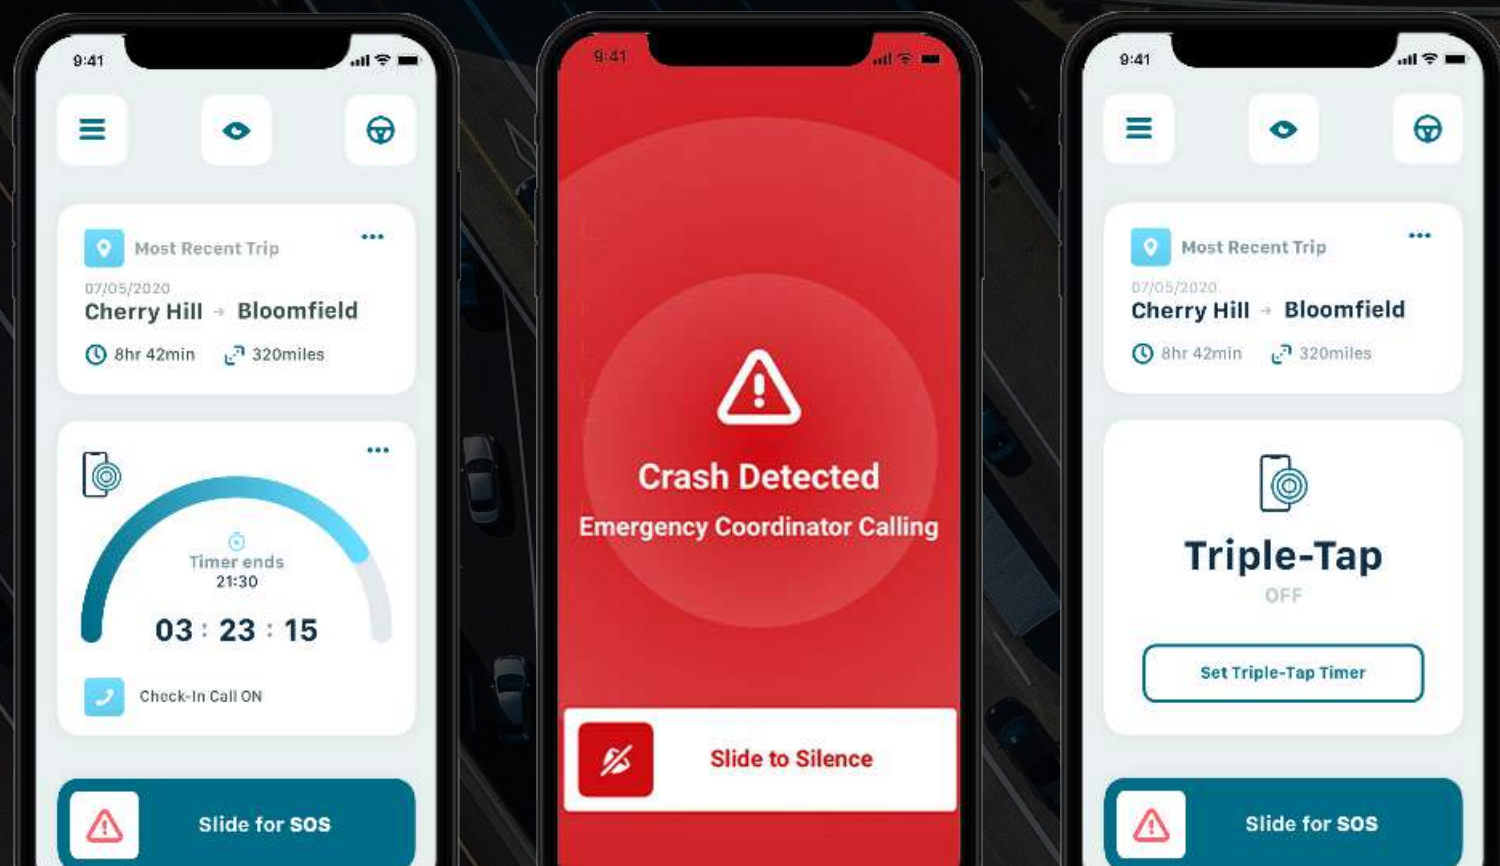 9:41
Most Recent Trip
07/05/2020
Cherry Hill → Bloomfield
8hr 42min 320miles
Timer ends
21:30
03 : 23 : 15
Check-In Call ON
Slide for SOS
9:41
Crash Detected
Emergency Coordinator Calling
Slide to Silence
9:41
Most Recent Trip
07/05/2020
Cherry Hill → Bloomfield
8hr 42min 320miles
Triple-Tap
OFF
Set Triple-Tap Timer
Slide for SOS